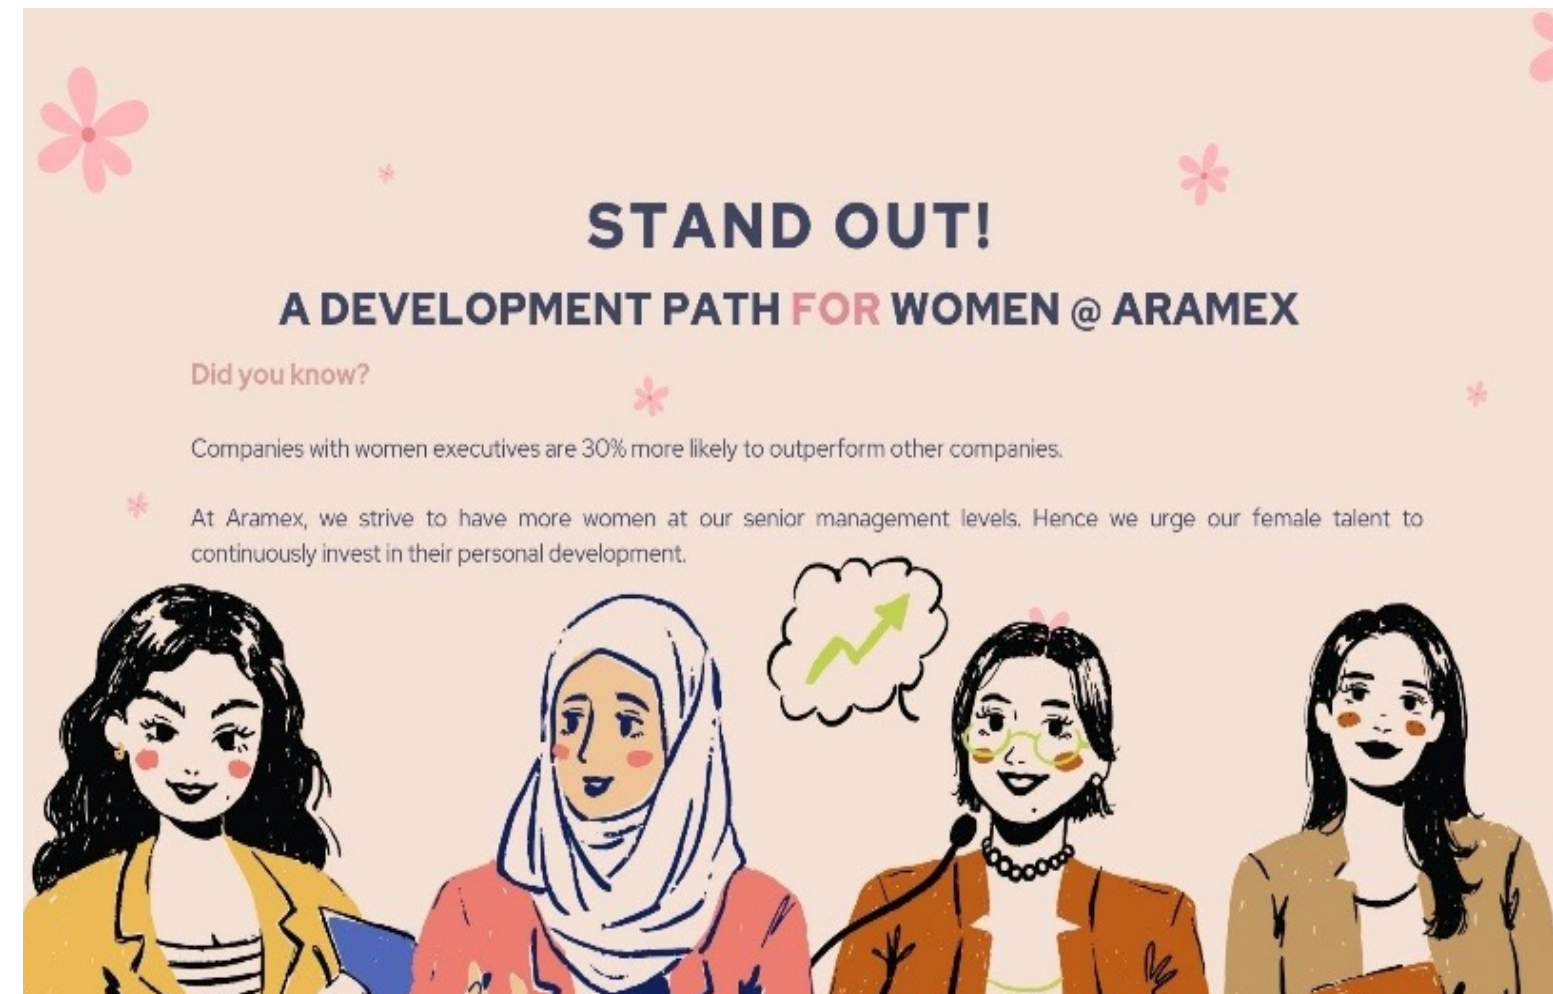 STAND OUT!
A DEVELOPMENT PATH FOR WOMEN @ ARAMEX
Did you know?
Companies with women executives are 30% more likely to outperform other companies.
At Aramex, we strive to have more women at our senior management levels. Hence we urge our female talent to
continuously invest in their personal development.